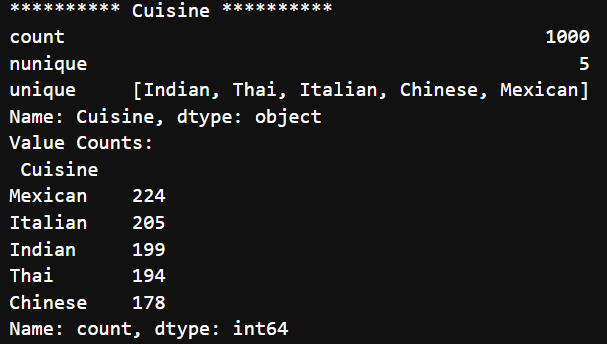 ********** Cuisine **********
count                                           1000
nunique                                            5
unique     [Indian, Thai, Italian, Chinese, Mexican]
Name: Cuisine, dtype: object
Value Counts:
 Cuisine
Mexican    224
Italian    205
Indian     199
Thai       194
Chinese    178
Name: count, dtype: int64